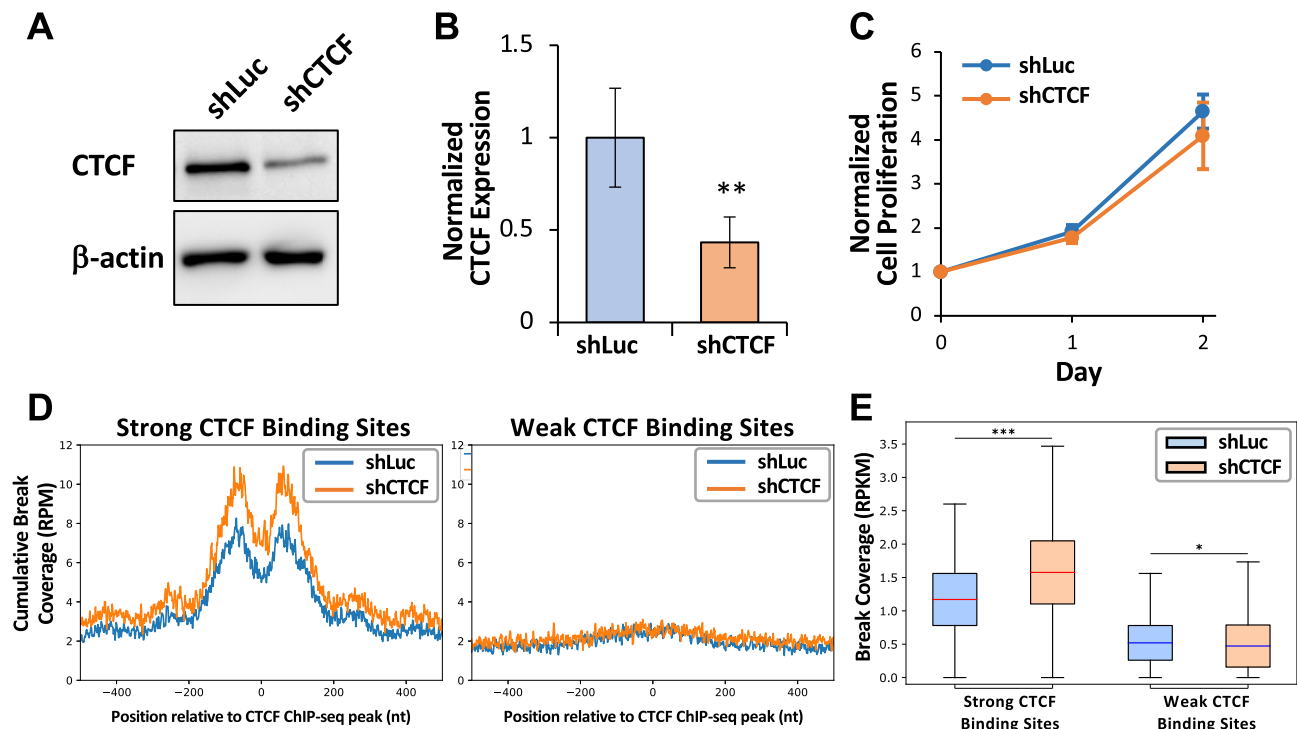 A
shLuc
shCTCF
CTCF
β-actin
B
Normalized
CTCF Expression
1.5
1
0.5
0
**
shLuc
shCTCF
C
Normalized
Cell Proliferation
6
5
4
3
2
1
0
shLuc
shCTCF
0
1
2
Day
D
Strong CTCF Binding Sites
Cumulative Break
Coverage (RPM)
12
10
8
6
4
2
0
shLuc
shCTCF
−400
−200
0
200
400
Position relative to CTCF ChIP-seq peak (nt)
Weak CTCF Binding Sites
12
10
8
6
4
2
0
shLuc
shCTCF
−400
−200
0
200
400
Position relative to CTCF ChIP-seq peak (nt)
E
Break Coverage (RPKM)
3.5
3.0
2.5
2.0
1.5
1.0
0.5
0.0
***
*
shLuc
shCTCF
Strong CTCF
Binding Sites
Weak CTCF
Binding Sites